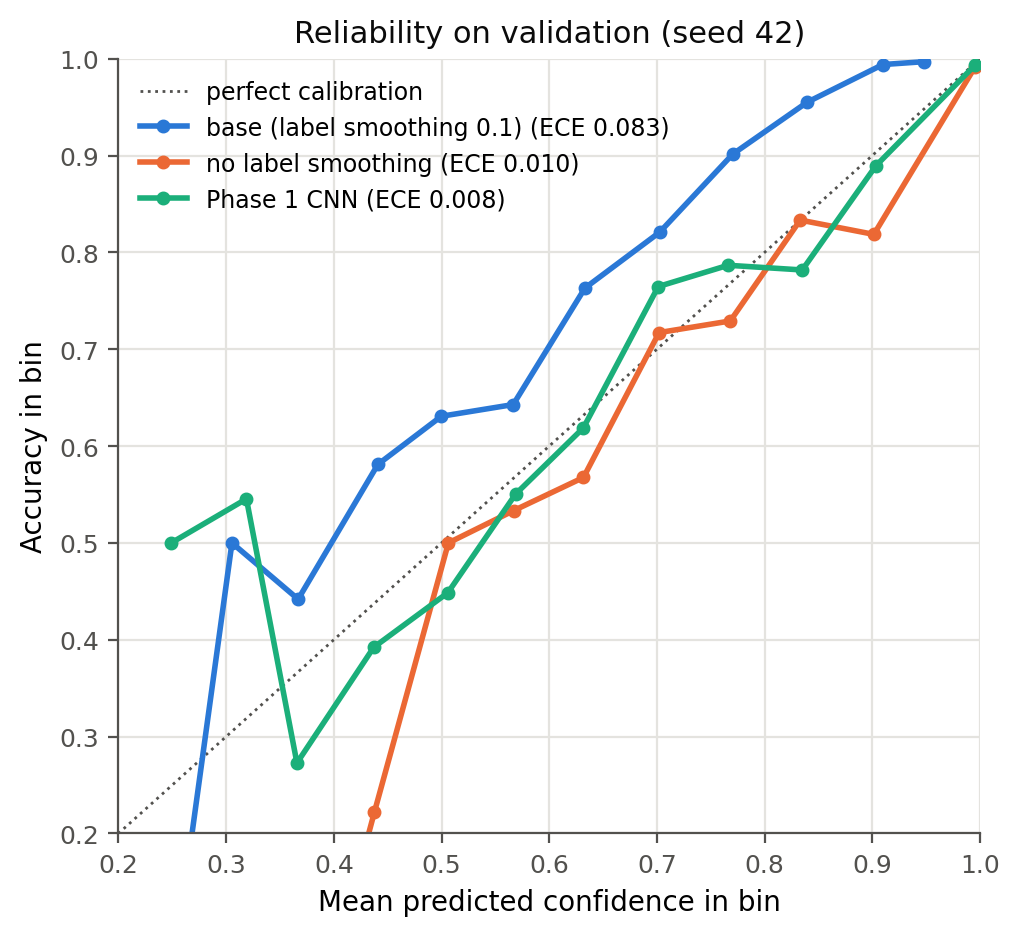 Reliability on validation (seed 42)
perfect calibration
base (label smoothing 0.1) (ECE 0.083)
no label smoothing (ECE 0.010)
Phase 1 CNN (ECE 0.008)
Accuracy in bin
1.0
0.9
0.8
0.7
0.6
0.5
0.4
0.3
0.2
0.2 0.3 0.4 0.5 0.6 0.7 0.8 0.9 1.0
Mean predicted confidence in bin